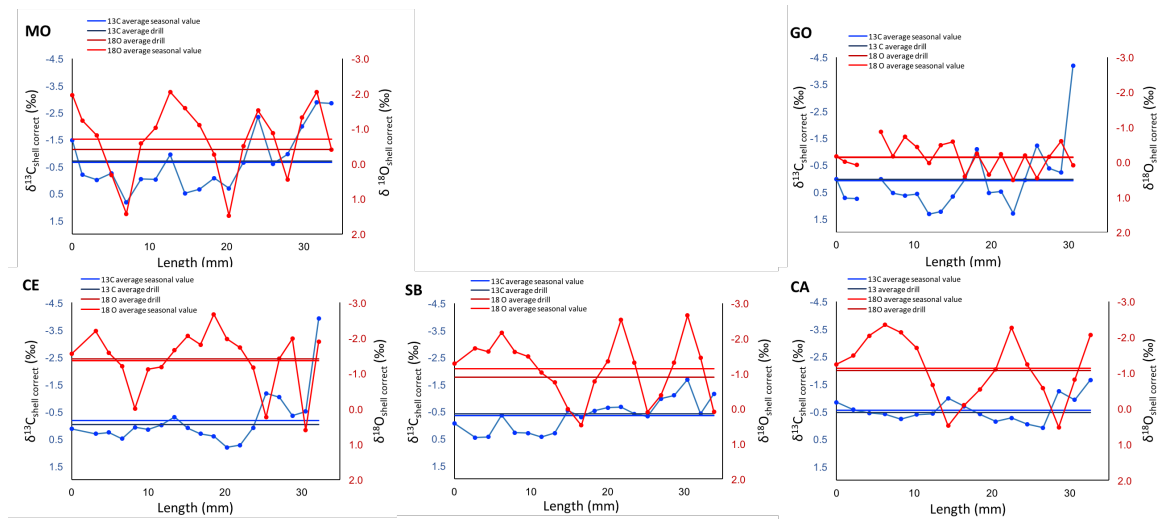 MO
13C average seasonal value
13C average drill
18O average drill
18O average seasonal value
-4.5
-3.5
-2.5
-1.5
-0.5
0.5
1.5
δ13Cshell correct (‰)
-3.0
-2.0
-1.0
0.0
1.0
2.0
δ 18Oshell correct (‰)
0 10 20 30
Length (mm)
GO
13C average seasonal value
13 C average drill
18 O average drill
18 O average seasonal value
-4.5
-3.5
-2.5
-1.5
-0.5
0.5
1.5
δ13Cshell correct (‰)
-3.0
-2.0
-1.0
0.0
1.0
2.0
δ18Oshell correct (‰)
0 10 20 30
Length (mm)
CE
13C average seasonal value
13 C average drill
18 O average drill
18 O average seasonal value
-4.5
-3.5
-2.5
-1.5
-0.5
0.5
1.5
δ13Cshell correct (‰)
-3.0
-2.0
-1.0
0.0
1.0
2.0
δ18Oshell correct (‰)
0 10 20 30
Length (mm)
SB
13C average seasonal value
13C average drill
18O average drill
18 O average seasonal value
-4.5
-3.5
-2.5
-1.5
-0.5
0.5
1.5
δ13Cshell correct (‰)
-3.0
-2.0
-1.0
0.0
1.0
2.0
δ18Oshell correct (‰)
0 10 20 30
Length (mm)
CA
13C average seasonal value
13 average drill
18O average seasonal value
18O average drill
-4.5
-3.5
-2.5
-1.5
-0.5
0.5
1.5
δ13Cshell correct (‰)
-3.0
-2.0
-1.0
0.0
1.0
2.0
δ18Oshell correct (‰)
0 10 20 30
Length (mm)